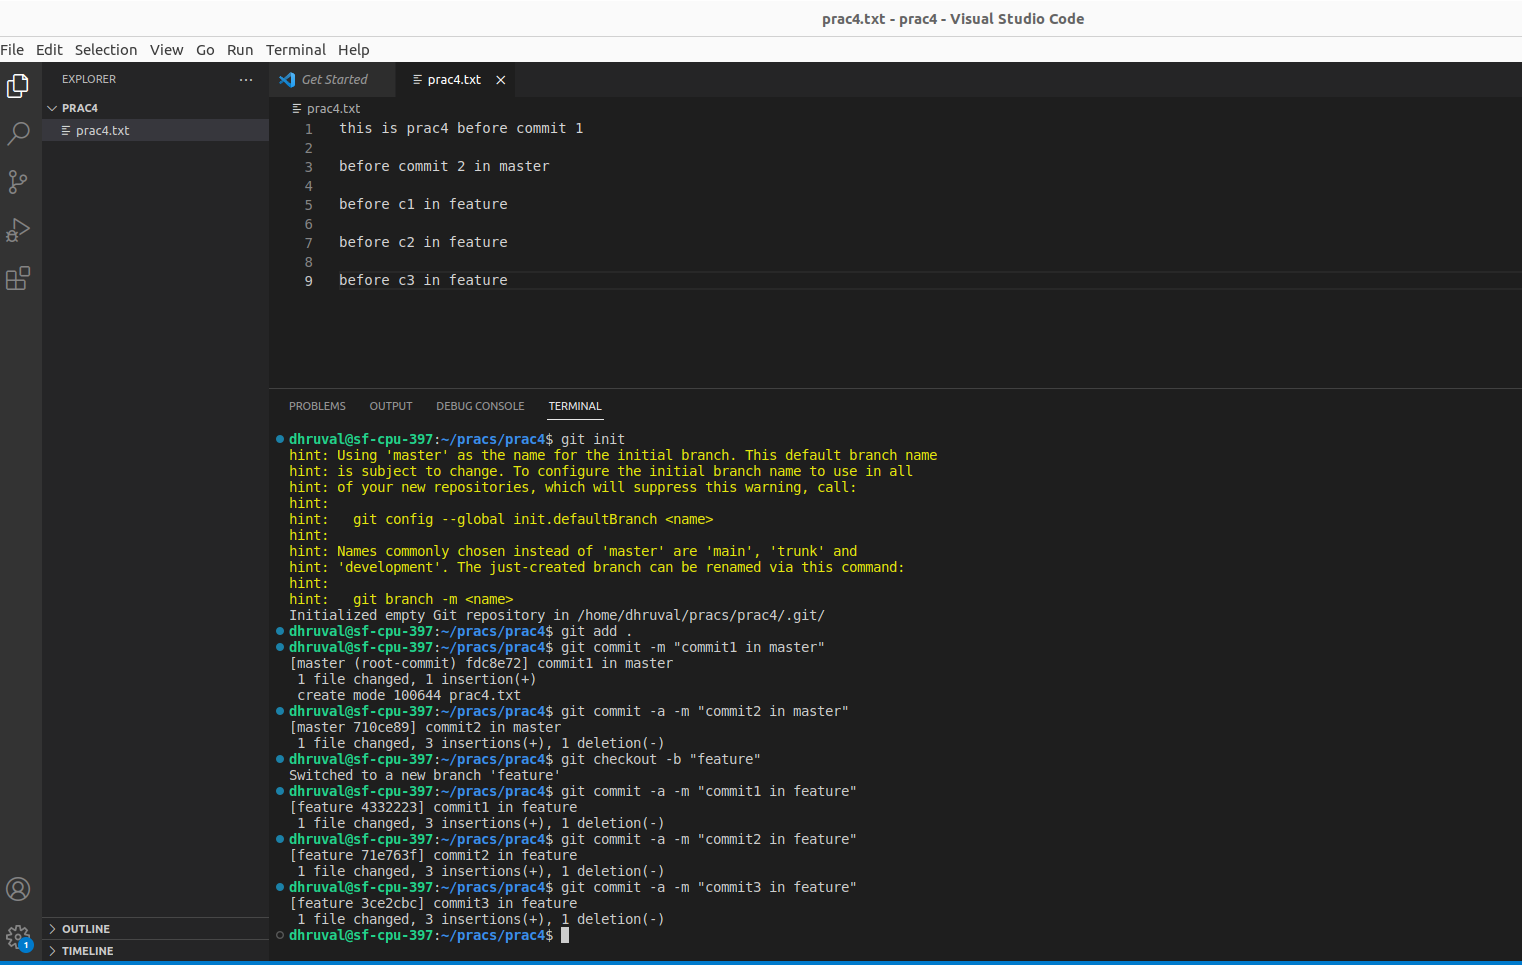 prac4.txt - prac4 - Visual Studio Code
File Edit Selection View Go Run Terminal Help
EXPLORER ...
PRAC4
prac4.txt
OUTLINE
TIMELINE
1
Get Started
prac4.txt
prac4.txt
1 this is prac4 before commit 1
2
3 before commit 2 in master
4
5 before c1 in feature
6
7 before c2 in feature
8
9 before c3 in feature
PROBLEMS OUTPUT DEBUG CONSOLE TERMINAL
dhruval@sf-cpu-397:~/pracs/prac4$ git init
hint: Using 'master' as the name for the initial branch. This default branch name
hint: is subject to change. To configure the initial branch name to use in all
hint: of your new repositories, which will suppress this warning, call:
hint:
hint:   git config --global init.defaultBranch <name>
hint:
hint: Names commonly chosen instead of 'master' are 'main', 'trunk' and
hint: 'development'. The just-created branch can be renamed via this command:
hint:
hint:   git branch -m <name>
Initialized empty Git repository in /home/dhruval/pracs/prac4/.git/
dhruval@sf-cpu-397:~/pracs/prac4$ git add .
dhruval@sf-cpu-397:~/pracs/prac4$ git commit -m "commit1 in master"
[master (root-commit) fdc8e72] commit1 in master
 1 file changed, 1 insertion(+)
 create mode 100644 prac4.txt
dhruval@sf-cpu-397:~/pracs/prac4$ git commit -a -m "commit2 in master"
[master 710ce89] commit2 in master
 1 file changed, 3 insertions(+), 1 deletion(-)
dhruval@sf-cpu-397:~/pracs/prac4$ git checkout -b "feature"
Switched to a new branch 'feature'
dhruval@sf-cpu-397:~/pracs/prac4$ git commit -a -m "commit1 in feature"
[feature 4332223] commit1 in feature
 1 file changed, 3 insertions(+), 1 deletion(-)
dhruval@sf-cpu-397:~/pracs/prac4$ git commit -a -m "commit2 in feature"
[feature 71e763f] commit2 in feature
 1 file changed, 3 insertions(+), 1 deletion(-)
dhruval@sf-cpu-397:~/pracs/prac4$ git commit -a -m "commit3 in feature"
[feature 3ce2cbc] commit3 in feature
 1 file changed, 3 insertions(+), 1 deletion(-)
dhruval@sf-cpu-397:~/pracs/prac4$